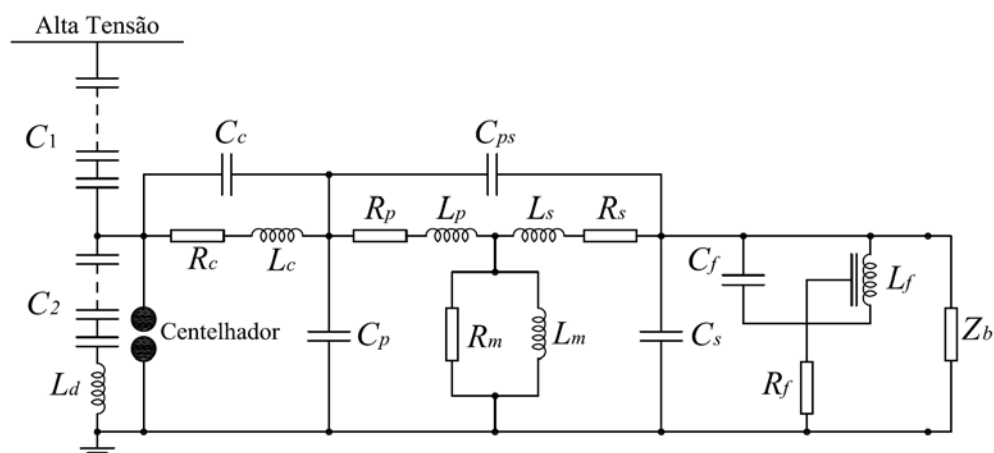 Alta Tensão
C1
Cc
Cps
Rp
Lp
Ls
Rs
Rc
Lc
Cf
Lf
C2
Centelhador
Cp
Rm
Lm
Cs
Zb
Ld
Rf